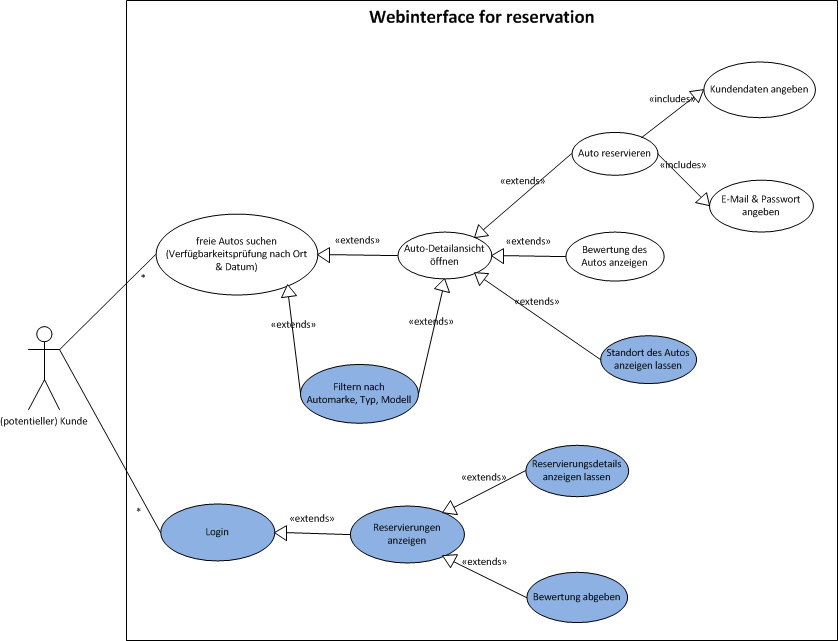 Webinterface for reservation
Kundendaten angeben
«includes»
Auto reservieren
«includes»
«extends»
E-Mail & Passwort
angeben
freie Autos suchen
(Verfügbarkeitsprüfung nach Ort
& Datum)
«extends»
Auto-Detailansicht
öffnen
«extends»
Bewertung des
Autos anzeigen
*
«extends»
«extends»
«extends»
Standort des Autos
anzeigen lassen
Filtern nach
Automarke, Typ, Modell
(potentieller) Kunde
Reservierungsdetails
anzeigen lassen
«extends»
*
Login
«extends»
Reservierungen
anzeigen
«extends»
Bewertung abgeben